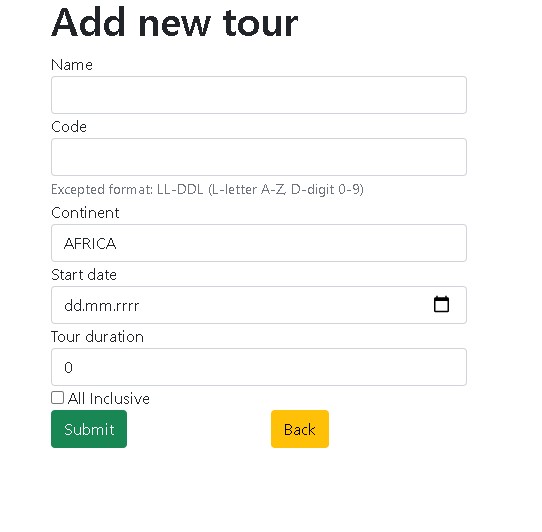 Add new tour
Name
Code
Excepted format: LL-DDL (L-letter A-Z, D-digit 0-9)
Continent
AFRICA
Start date
dd.mm.rrrr
Tour duration
0
All Inclusive
Submit Back